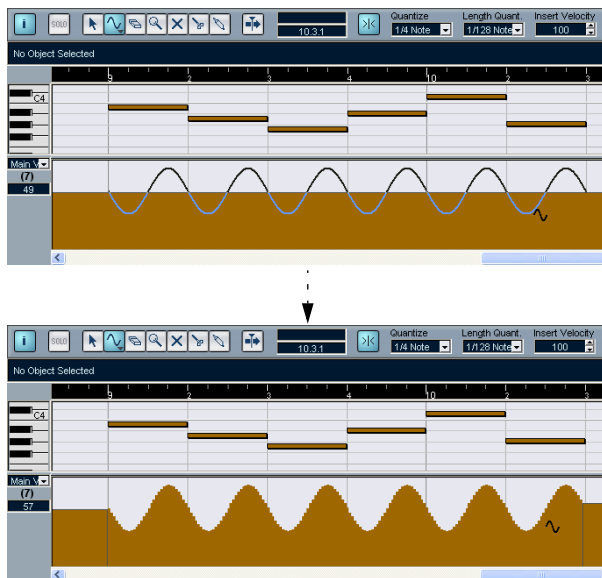 Quantize Length Quant. Insert Velocity
i SOLO 10.3.1 1/4 Note 1/128 Note 100
No Object Selected
9 2 3 4 10 2 3
C4
Main V
(7)
49
Quantize Length Quant. Insert Velocity
i SOLO 10.3.1 1/4 Note 1/128 Note 100
No Object Selected
9 2 3 4 10 2 3
C4
Main V
(7)
57